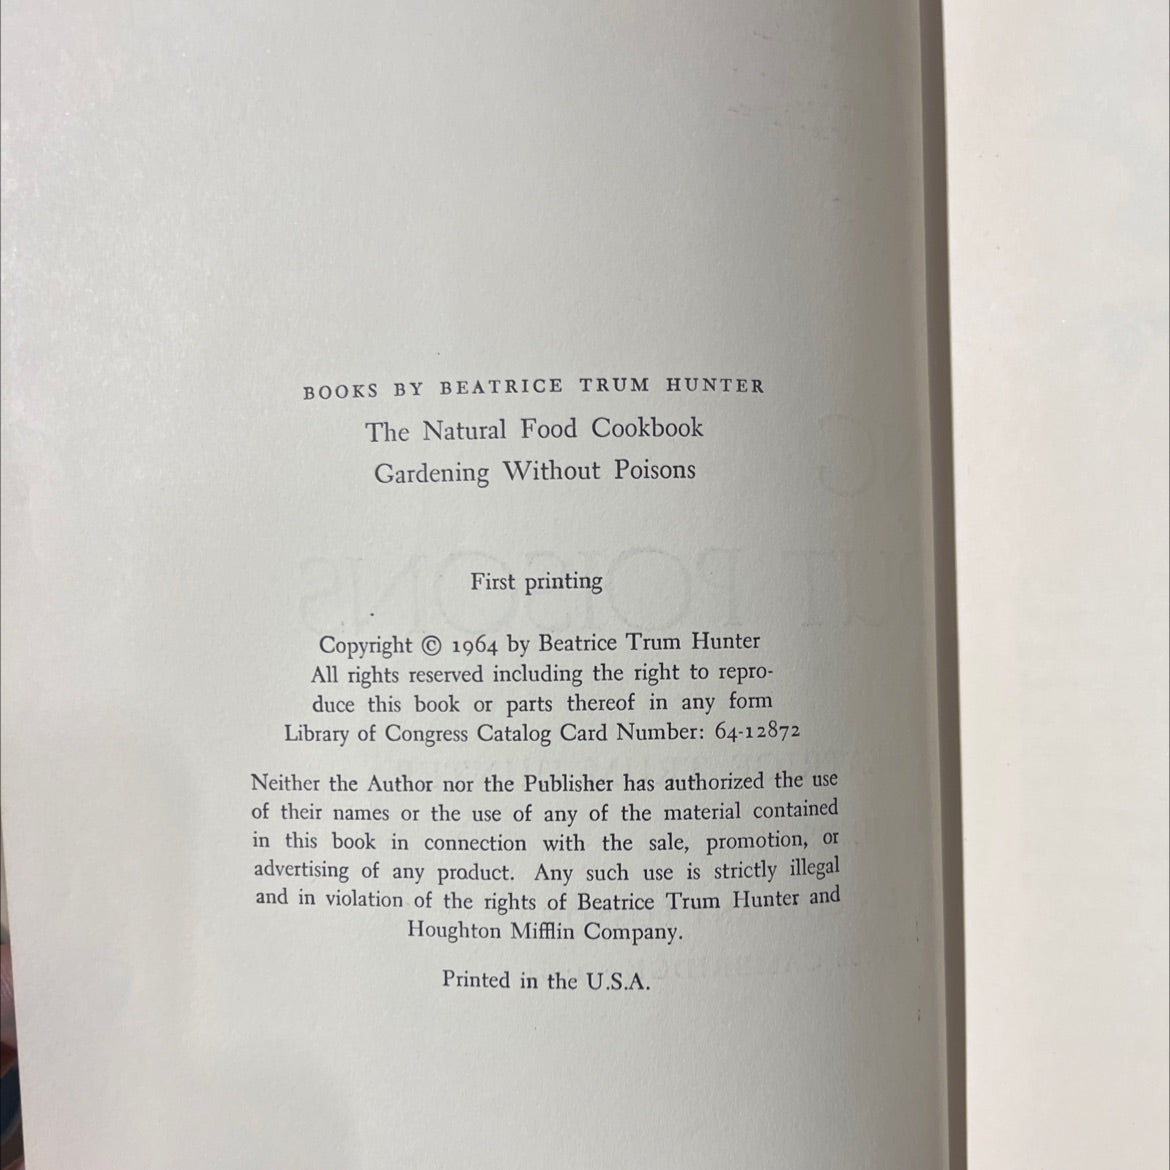 BOOKS BY BEATRICE TRUM HUNTER
The Natural Food Cookbook
Gardening Without Poisons
First printing
Copyright © 1964 by Beatrice Trum Hunter
All rights reserved including the right to repro-
duce this book or parts thereof in any form
Library of Congress Catalog Card Number: 64-12872
Neither the Author nor the Publisher has authorized the use
of their names or the use of any of the material contained
in this book in connection with the sale, promotion, or
advertising of any product. Any such use is strictly illegal
and in violation of the rights of Beatrice Trum Hunter and
Houghton Mifflin Company.
Printed in the U.S.A.